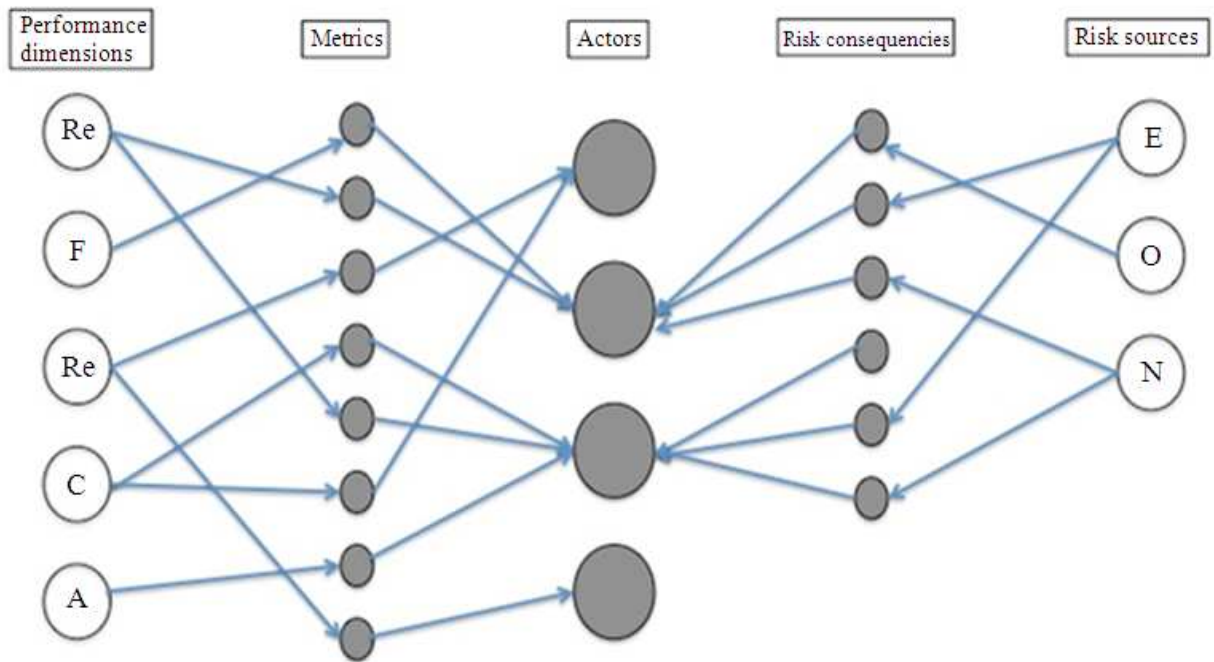 Performance
dimensions
Metrics
Actors
Risk consequencies
Risk sources
Re
F
Re
C
A
E
O
N